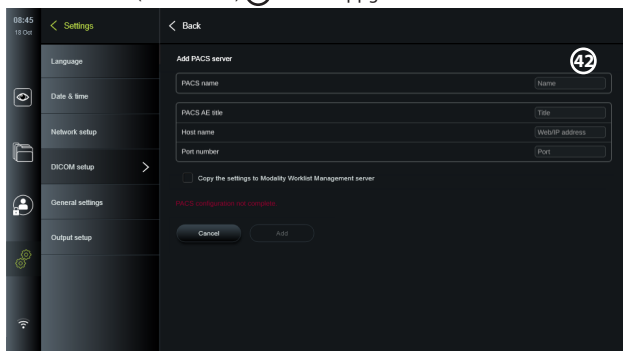 08:45
18 Oct
Settings
Back
Language
Date & time
Network setup
DICOM setup
General settings
Output setup
Add PACS server
42
PACS name
Name
PACS AE title
Title
Host name
Web/IP address
Port number
Port
Copy the settings to Modality Worklist Management server
PACS configuration not complete
Cancel
Add